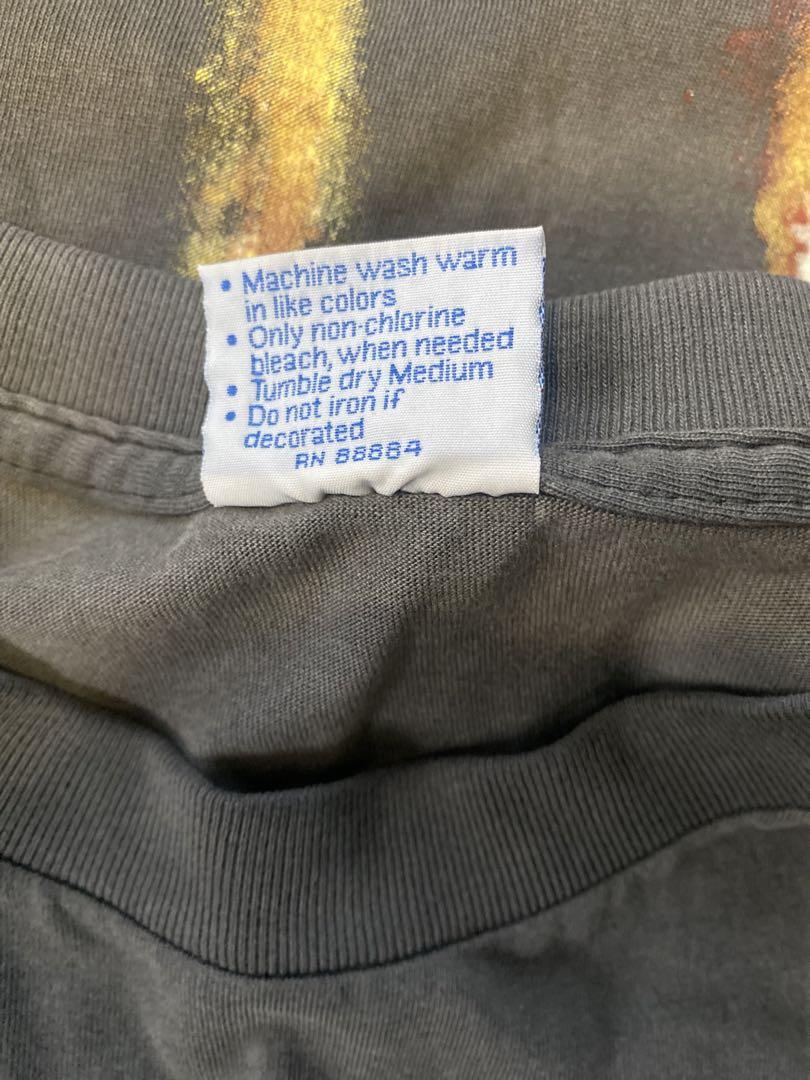 • Machine wash warm
in like colors
• Only non-chlorine
bleach, when needed
• Tumble dry Medium
• Do not iron if
decorated
RN 88884